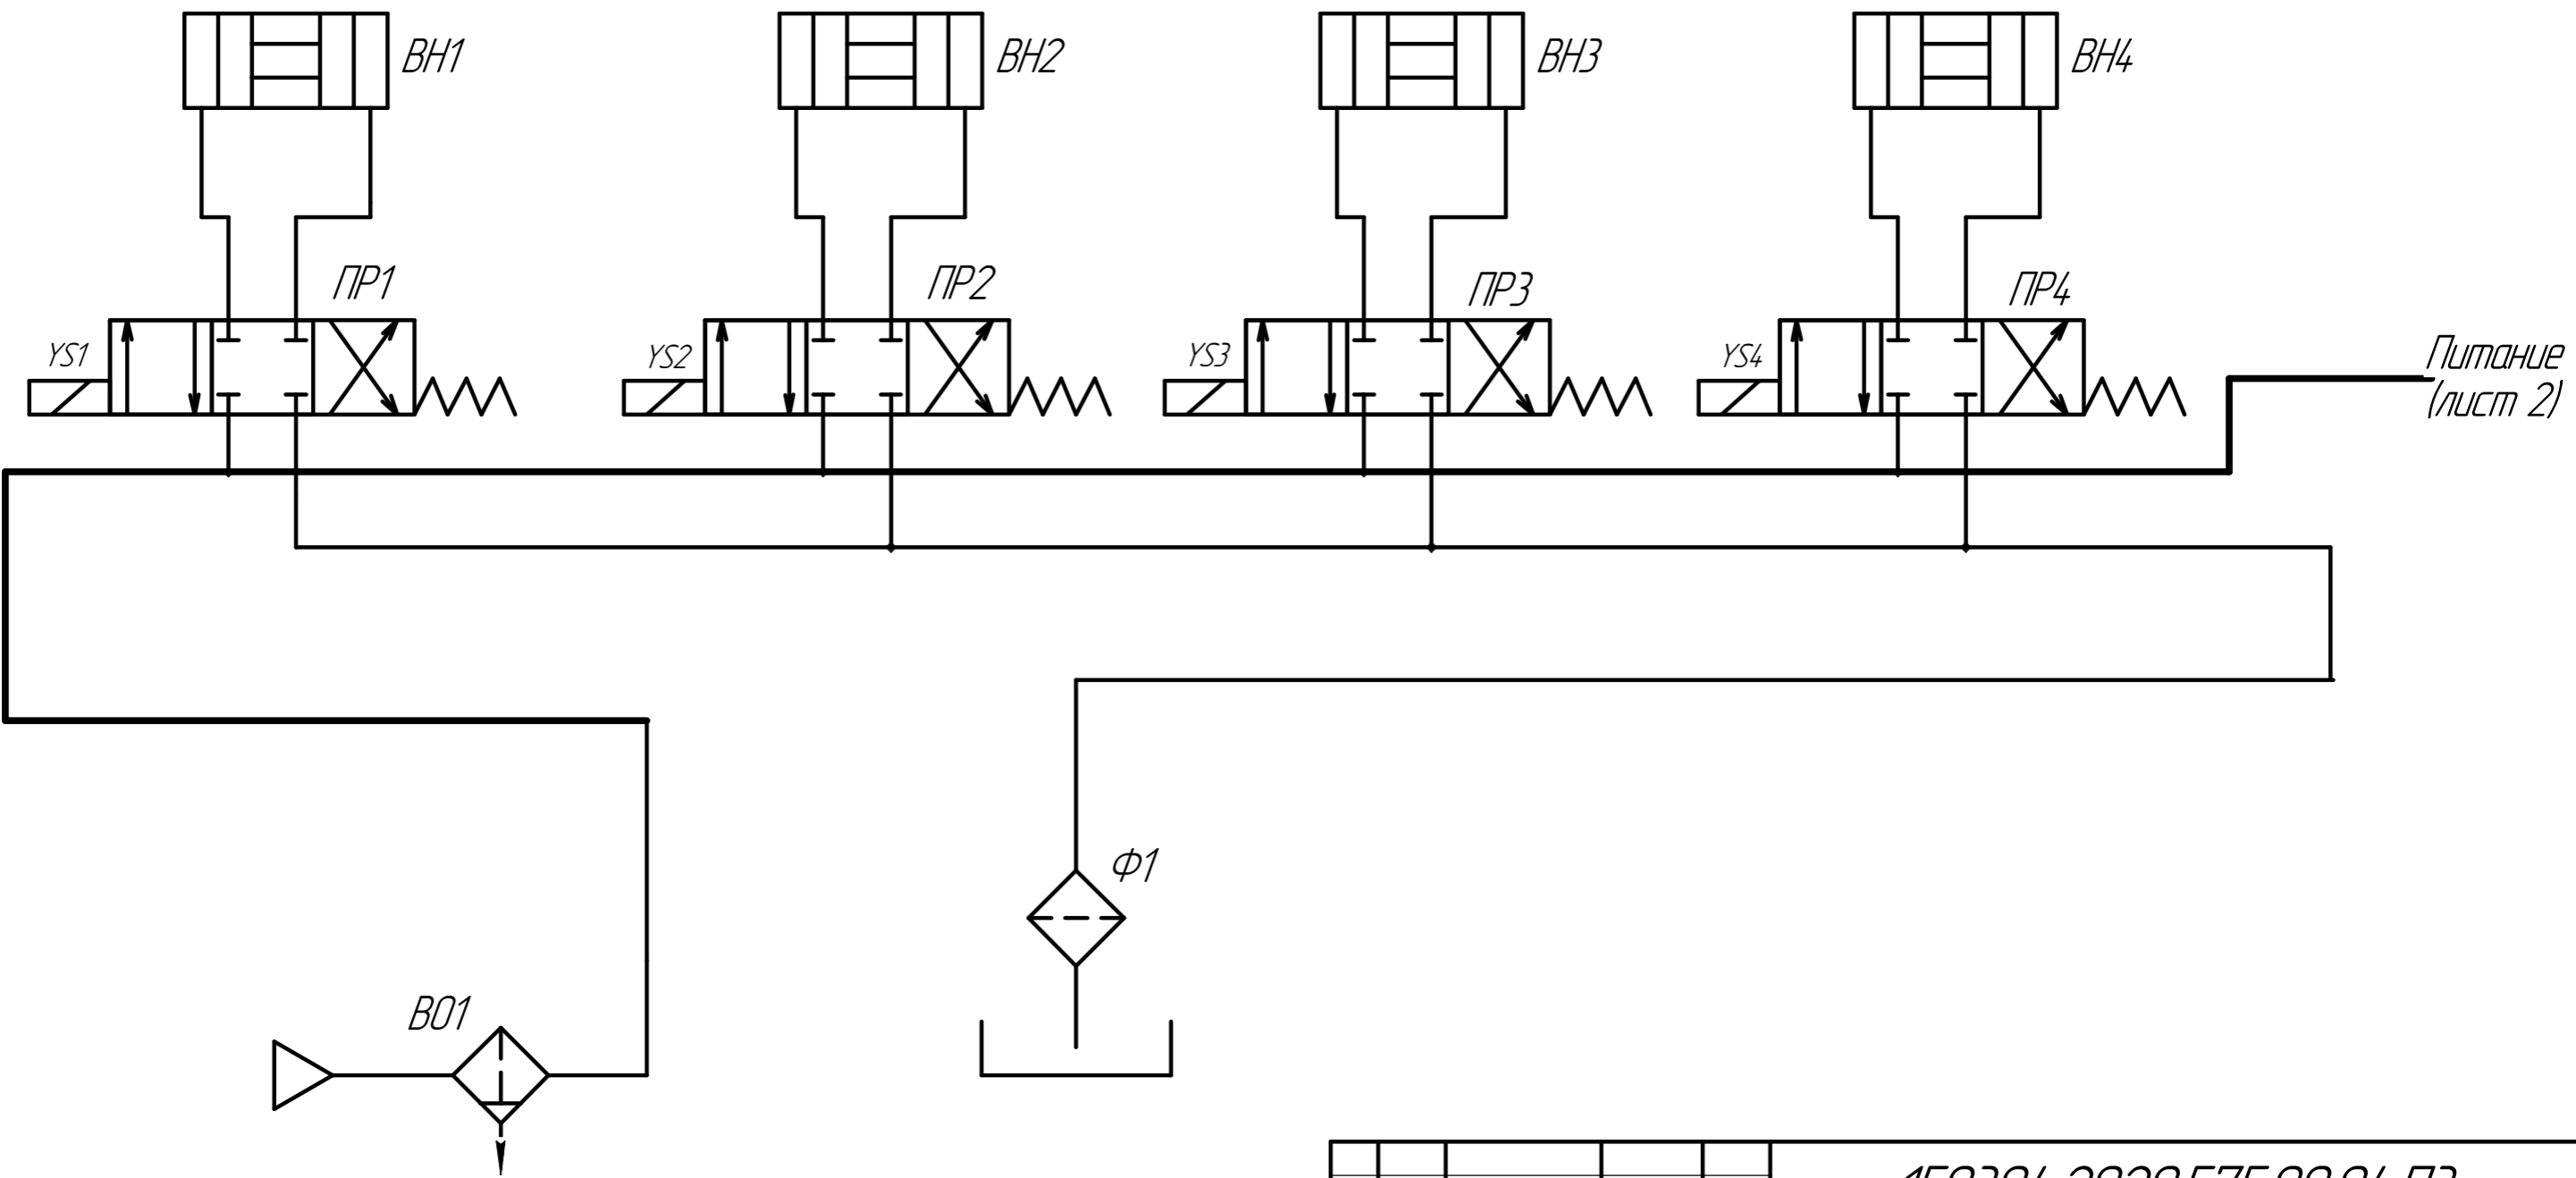 ВН1
ВН2
ВН3
ВН4
ПР1
ПР2
ПР3
ПР4
YS1
YS2
YS3
YS4
Питание
(лист 2)
Ф1
ВО1